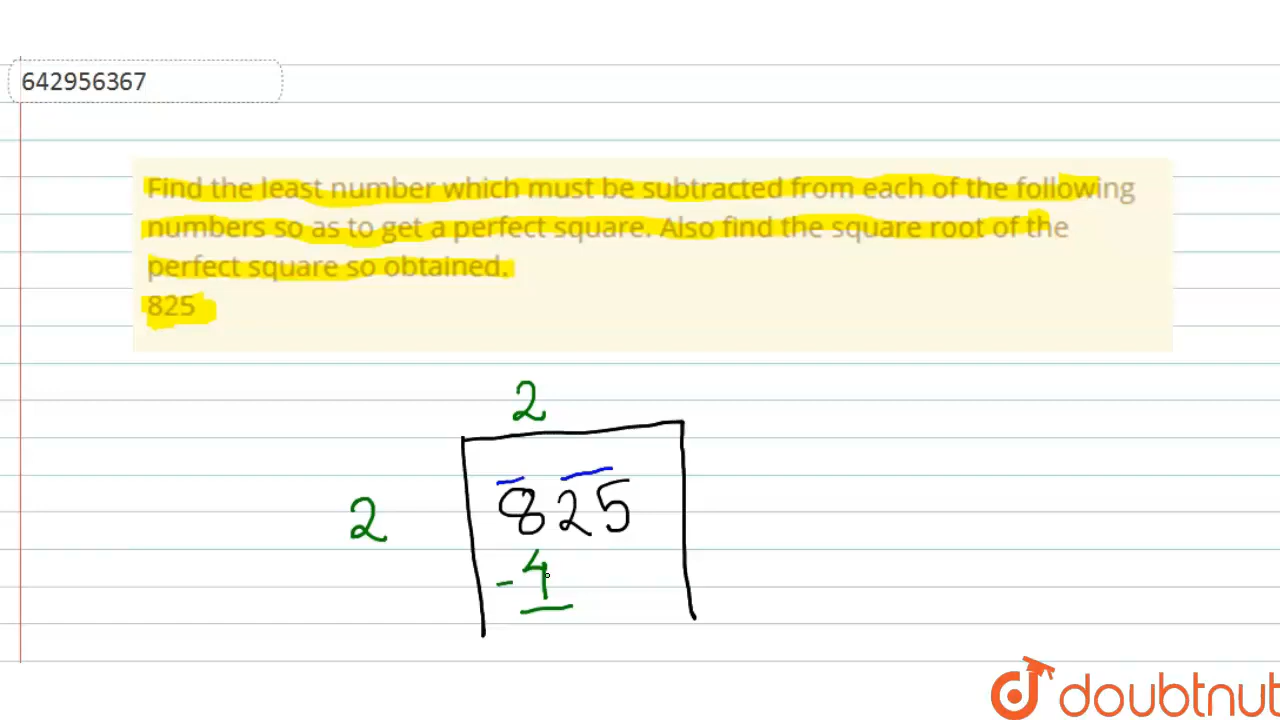 642956367
Find the least number which must be subtracted from each of the following
numbers so as to get a perfect square. Also find the square root of the
perfect square so obtained.
825
2
2
825
-4
doubtnut